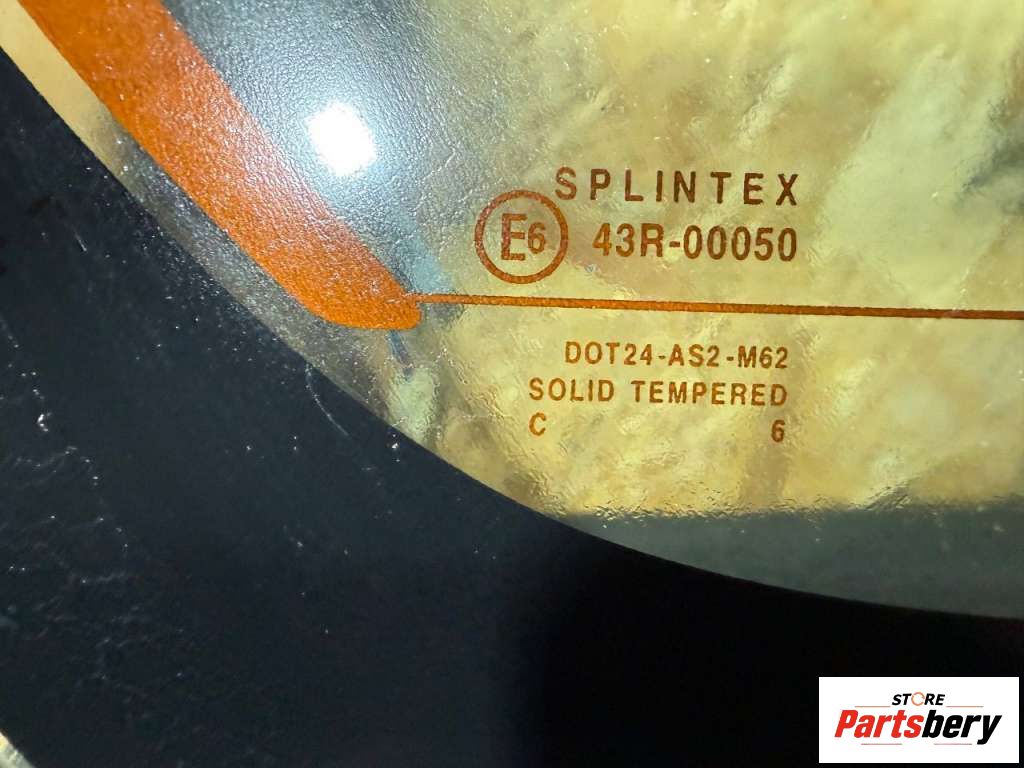 SPLINTEX
E6 43R-00050
DOT24-AS2-M62
SOLID TEMPERED
C 6
STORE
Partsbery